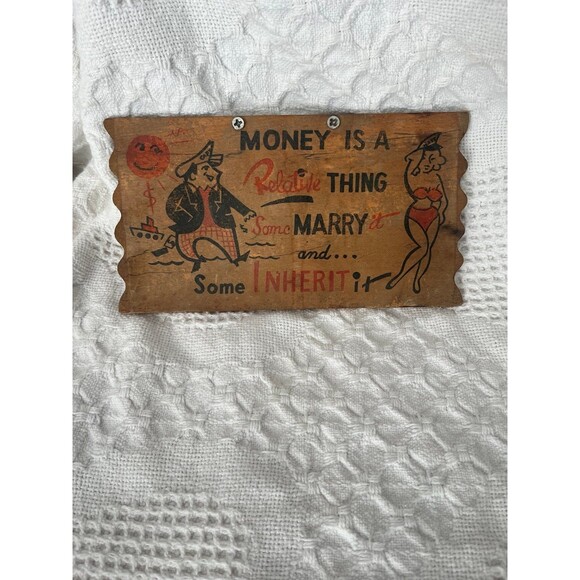 MONEY IS A
Relative THING
Some MARRY it
and...
Some INHERIT it